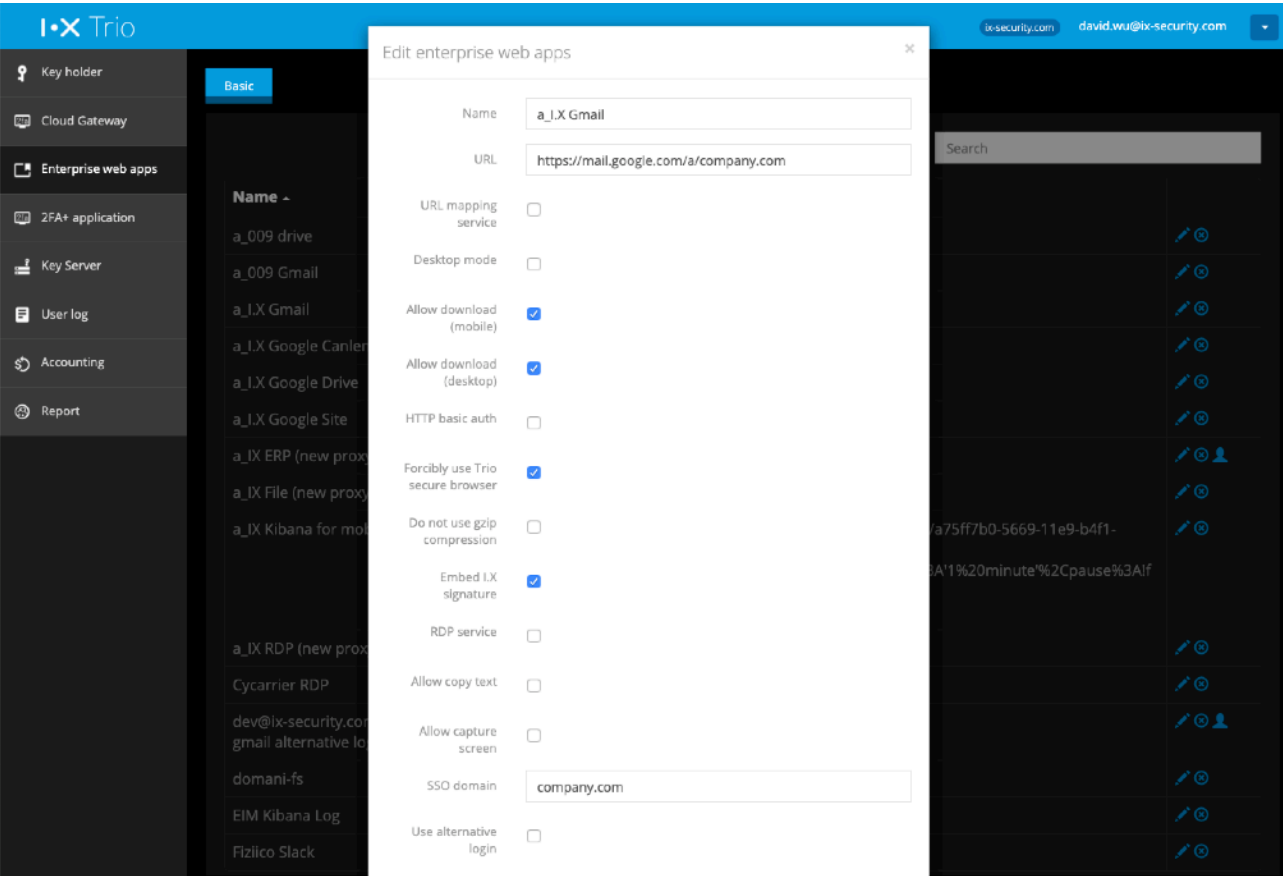 I•X Trio
ix-security.com
david.wu@ix-security.com
Key holder
Cloud Gateway
Enterprise web apps
2FA+ application
Key Server
User log
Accounting
Report
Basic
Search
Name
a_009 drive
a_009 Gmail
a_I.X Gmail
a_I.X Google Canlen
a_I.X Google Drive
a_I.X Google Site
a_IX ERP (new proxy
a_IX File (new proxy
a_IX Kibana for mob
/a75ff7b0-5669-11e9-b4f1-
3A'1%20minute'%2Cpause%3A!f
a_IX RDP (new prox
Cycarrier RDP
dev@ix-security.cor
gmail alternative lo
domani-fs
EIM Kibana Log
Fiziico Slack
Edit enterprise web apps
×
Name
a_I.X Gmail
URL
https://mail.google.com/a/company.com
URL mapping
service
Desktop mode
Allow download
(mobile)
Allow download
(desktop)
HTTP basic auth
Forcibly use Trio
secure browser
Do not use gzip
compression
Embed I.X
signature
RDP service
Allow copy text
Allow capture
screen
SSO domain
company.com
Use alternative
login